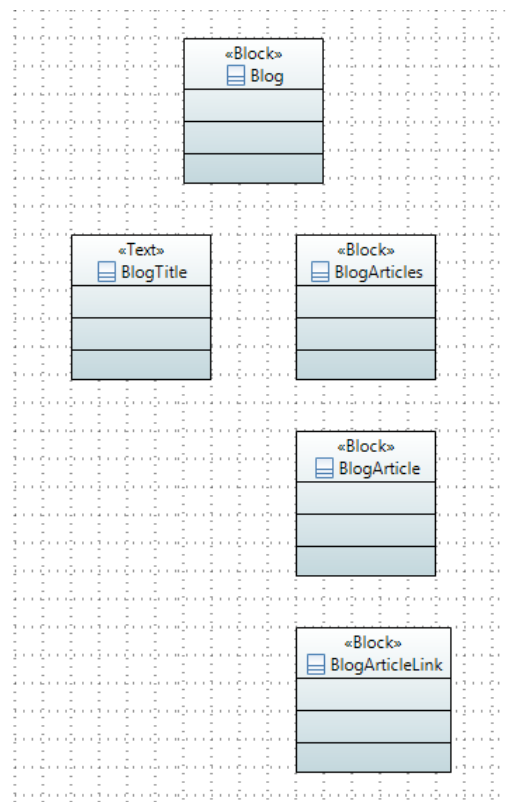 «Block»
Blog
«Text»
BlogTitle
«Block»
BlogArticles
«Block»
BlogArticle
«Block»
BlogArticleLink